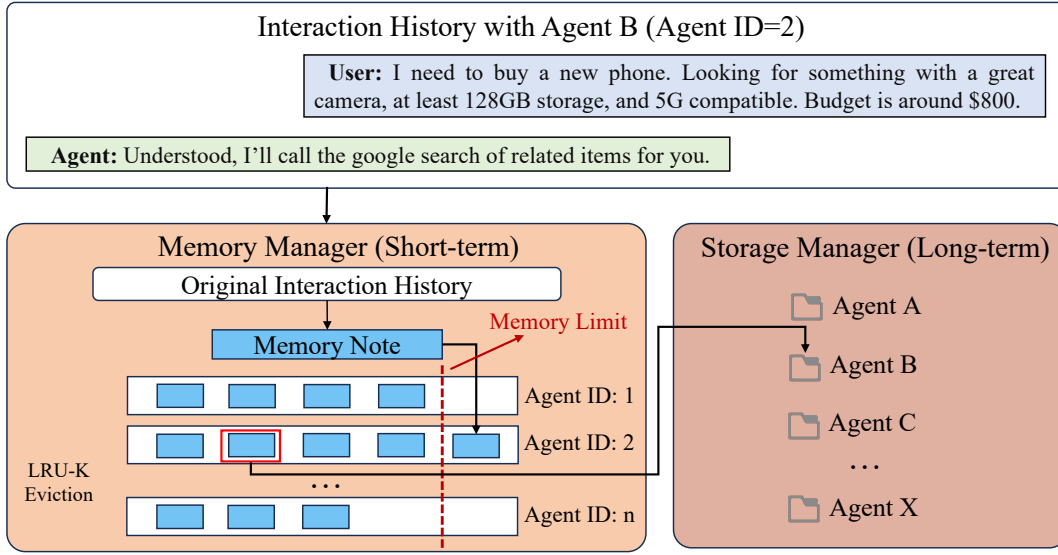 Interaction History with Agent B (Agent ID=2)
User: I need to buy a new phone. Looking for something with a great
camera, at least 128GB storage, and 5G compatible. Budget is around $800.
Agent: Understood, I'll call the google search of related items for you.
Memory Manager (Short-term)
Original Interaction History
Memory Note
Memory Limit
Agent ID: 1
Agent ID: 2
LRU-K
Eviction
...
Agent ID: n
Storage Manager (Long-term)
Agent A
Agent B
Agent C
...
Agent X